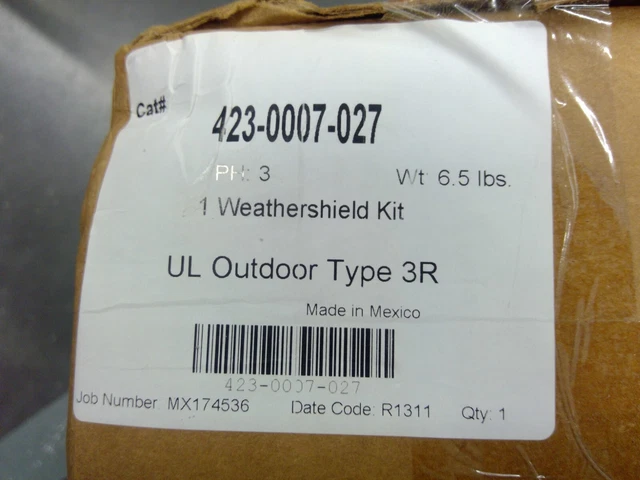 Cat# 423-0007-027
PH: 3 Wt: 6.5 lbs.
1 Weathershield Kit
UL Outdoor Type 3R
Made in Mexico
423-0007-027
Job Number: MX174536 Date Code: R1311 Qty: 1